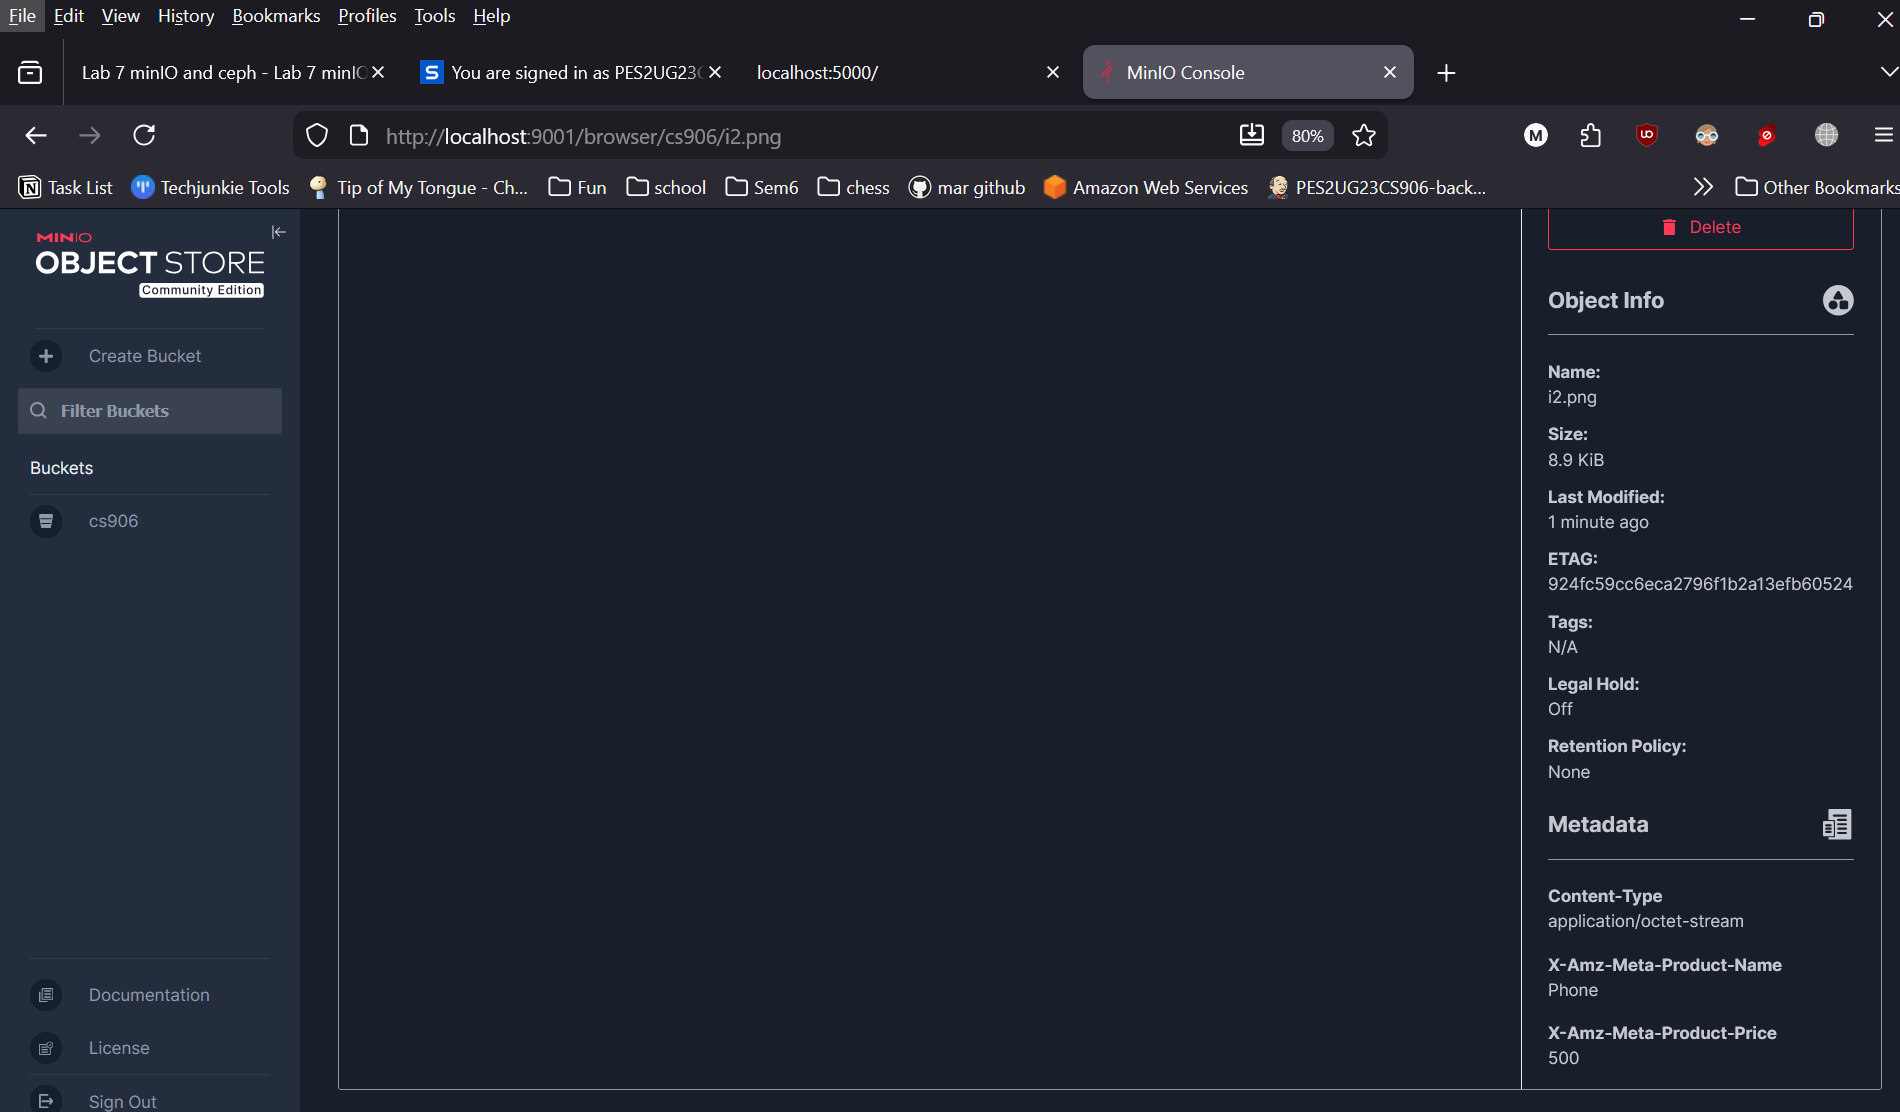 File Edit View History Bookmarks Profiles Tools Help
Lab 7 minIO and ceph - Lab 7 minIO
S You are signed in as PES2UG23C
localhost:5000/
MinIO Console
http://localhost:9001/browser/cs906/i2.png
80%
M
UD
Task List
Techjunkie Tools
Tip of My Tongue - Ch...
Fun
school
Sem6
chess
mar github
Amazon Web Services
PES2UG23CS906-back...
Other Bookmarks
MINIO
OBJECT STORE
Community Edition
Create Bucket
Filter Buckets
Buckets
cs906
Documentation
License
Sign Out
Delete
Object Info
Name:
i2.png
Size:
8.9 KiB
Last Modified:
1 minute ago
ETAG:
924fc59cc6eca2796f1b2a13efb60524
Tags:
N/A
Legal Hold:
Off
Retention Policy:
None
Metadata
Content-Type
application/octet-stream
X-Amz-Meta-Product-Name
Phone
X-Amz-Meta-Product-Price
500